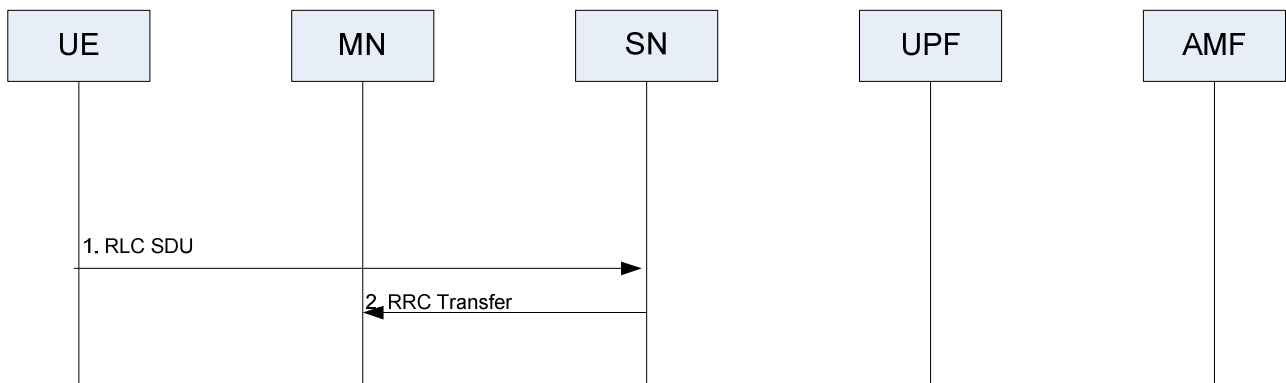 UE
MN
SN
UPF
AMF
1. RLC SDU
2. RRC Transfer